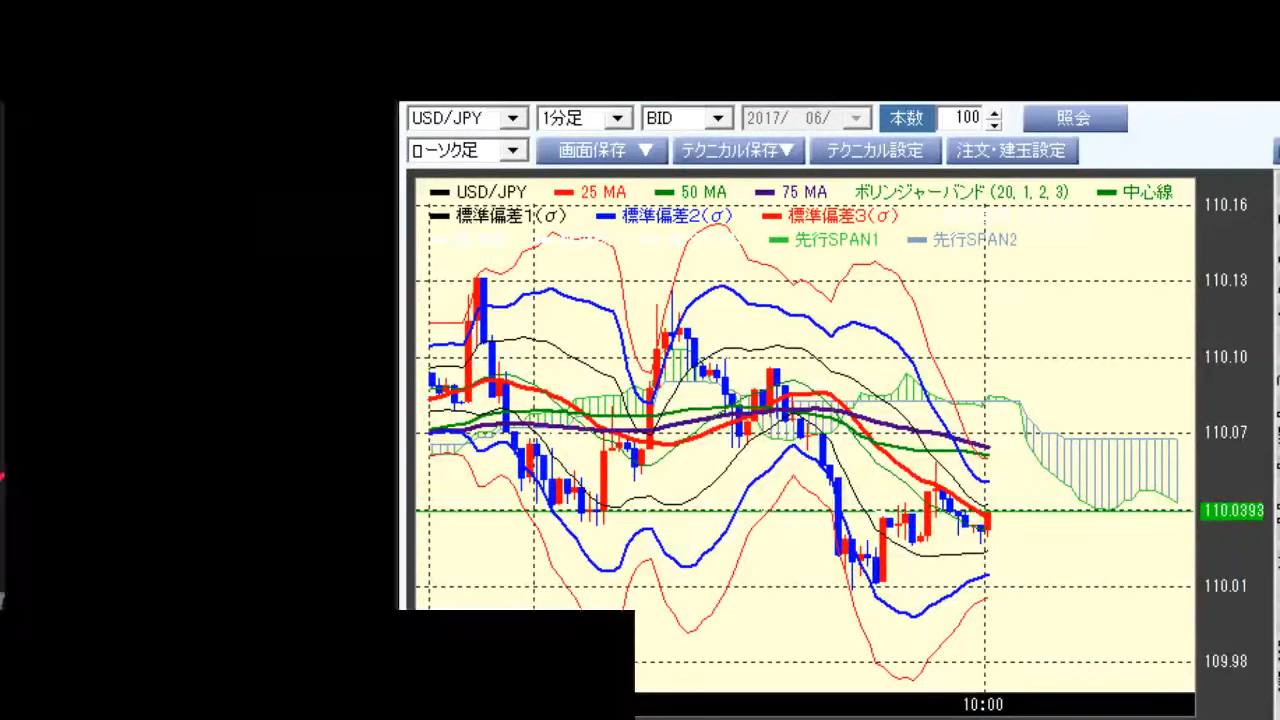 USD/JPY 1分足 BID 2017/ 06/ 本数 100 照会
ローソク足 画面保存 ▼ テクニカル保存▼ テクニカル設定 注文・建玉設定
USD/JPY 25 MA 50 MA 75 MA ボリンジャーバンド (20, 1, 2, 3) 中心線
標準偏差1(σ) 標準偏差2(σ) 標準偏差3(σ)
先行SPAN1 先行SPAN2
110.16
110.13
110.10
110.07
110.0393
110.01
109.98
10:00